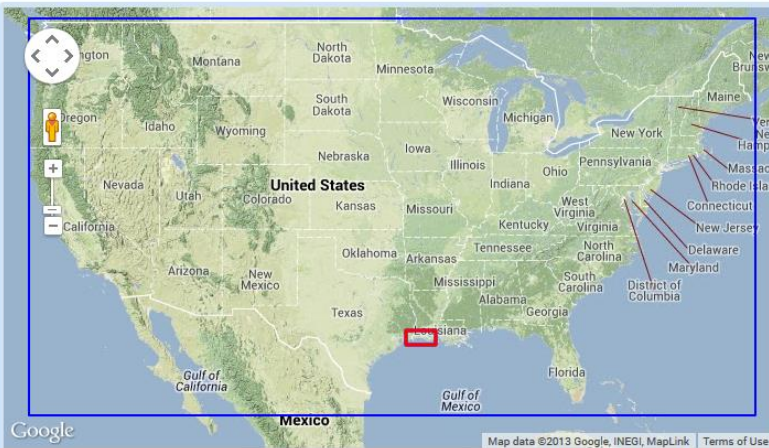 North
Dakota
Montana
Minnesota
Maine
Oregon
South
Dakota
Wisconsin
Michigan
Idaho
Wyoming
New York
Iowa
Nebraska
Pennsylvania
Illinois
Ohio
Indiana
United States
Nevada
Utah
Colorado
Kansas
Missouri
West
Virginia
Connecticut
Kentucky
Virginia
New Jersey
California
Oklahoma
Arkansas
Tennessee
North
Carolina
Delaware
Maryland
Arizona
New
Mexico
Mississippi
South
Carolina
District of
Columbia
Alabama
Georgia
Texas
Louisiana
Florida
Gulf of
California
Gulf of
Mexico
Mexico
Google
Map data ©2013 Google, INEGI, MapLink
Terms of Use